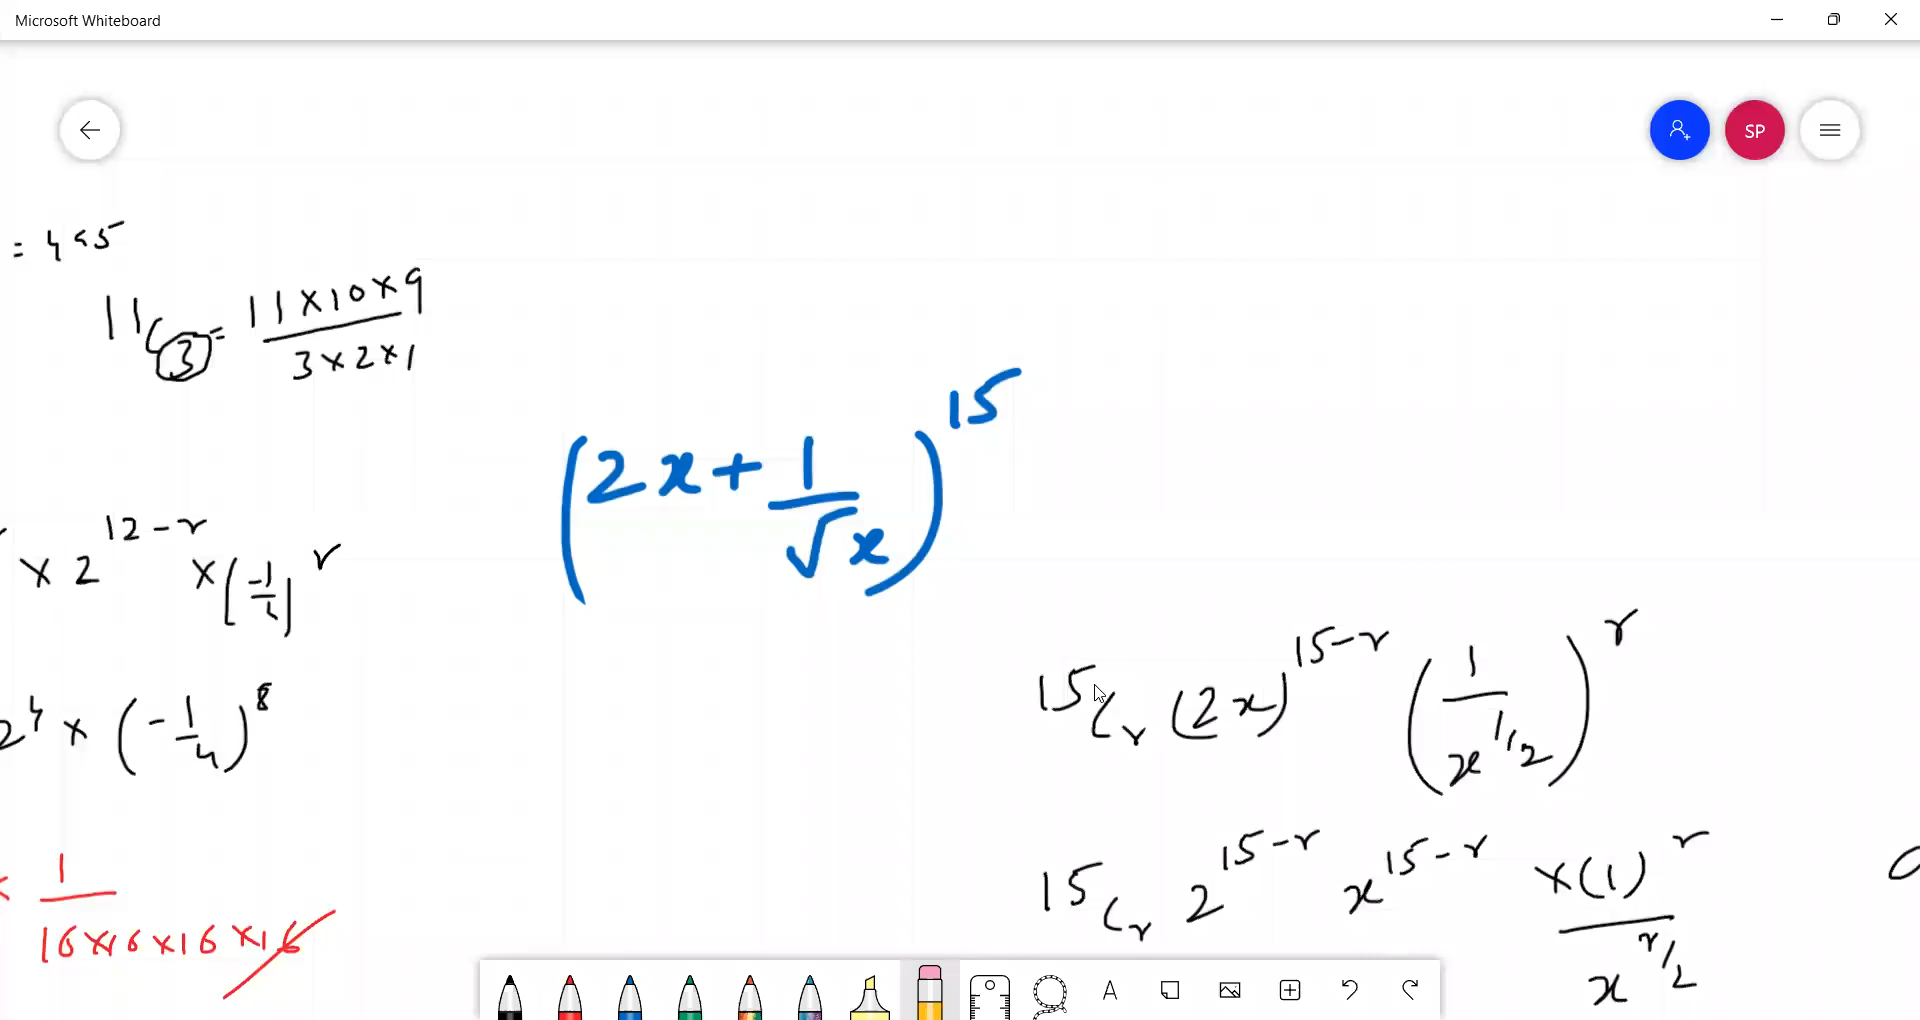 Microsoft Whiteboard
SP
= 495
11C3 = 11×10×9 / 3×2×1
(2x + 1/√x)^15
× 2^12-r × (-1/4)^r
15Cr (2x)^15-r (1/x^1/2)^r
2^4 × (-1/4)^8
15Cr 2^15-r x^15-r ×(1)^r / x^r/2
1 / 16×16×16×16
A